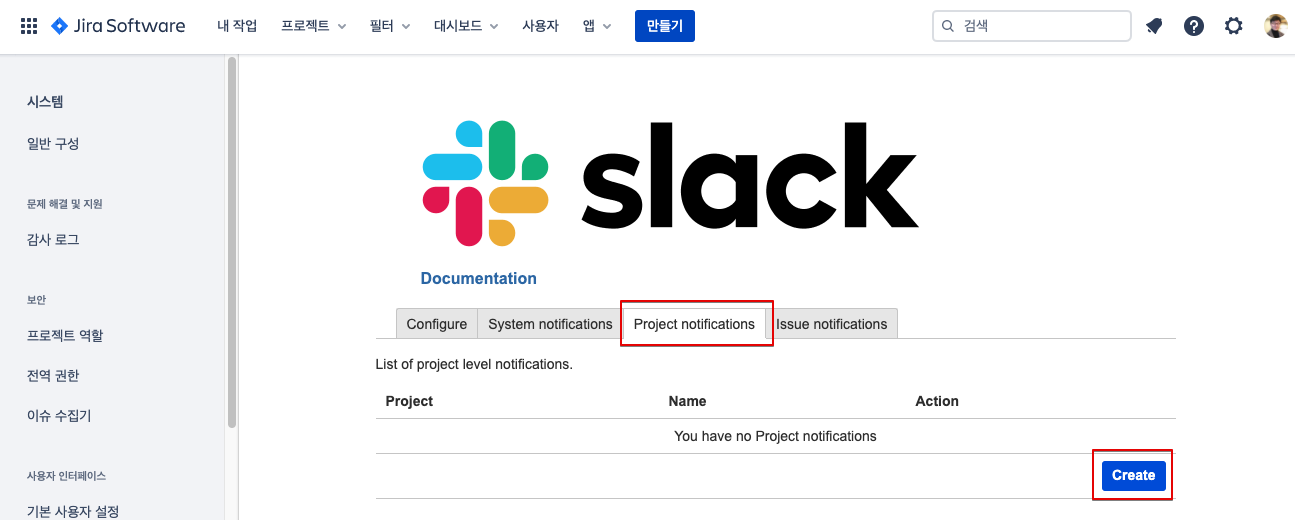 Jira Software 내 작업 프로젝트 필터 대시보드 사용자 앱 만들기 검색
시스템
일반 구성
문제 해결 및 지원
감사 로그
보안
프로젝트 역할
전역 권한
이슈 수집기
사용자 인터페이스
기본 사용자 설정
slack
Documentation
Configure System notifications Project notifications Issue notifications
List of project level notifications.
Project Name Action
You have no Project notifications
Create